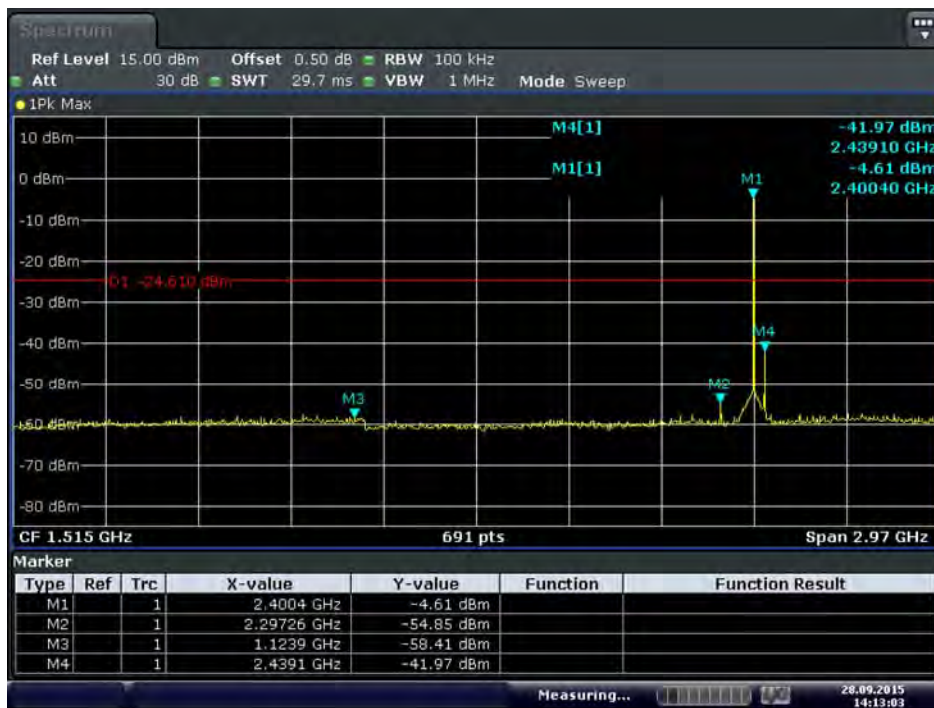 Spectrum
Ref Level 15.00 dBm Offset 0.50 dB RBW 100 kHz
Att 30 dB SWT 29.7 ms VBW 1 MHz Mode Sweep
1Pk Max
M4[1] -41.97 dBm
2.43910 GHz
M1[1] -4.61 dBm
2.40040 GHz
10 dBm
0 dBm
M1
-10 dBm
-20 dBm
D1 -24.610 dBm
-30 dBm
-40 dBm
M4
-50 dBm
M2
M3
-60 dBm
-70 dBm
-80 dBm
CF 1.515 GHz 691 pts Span 2.97 GHz
Marker
Type Ref Trc X-value Y-value Function Function Result
M1 1 2.4004 GHz -4.61 dBm
M2 1 2.29726 GHz -54.85 dBm
M3 1 1.1239 GHz -58.41 dBm
M4 1 2.4391 GHz -41.97 dBm
Measuring... 28.09.2015
14:13:03